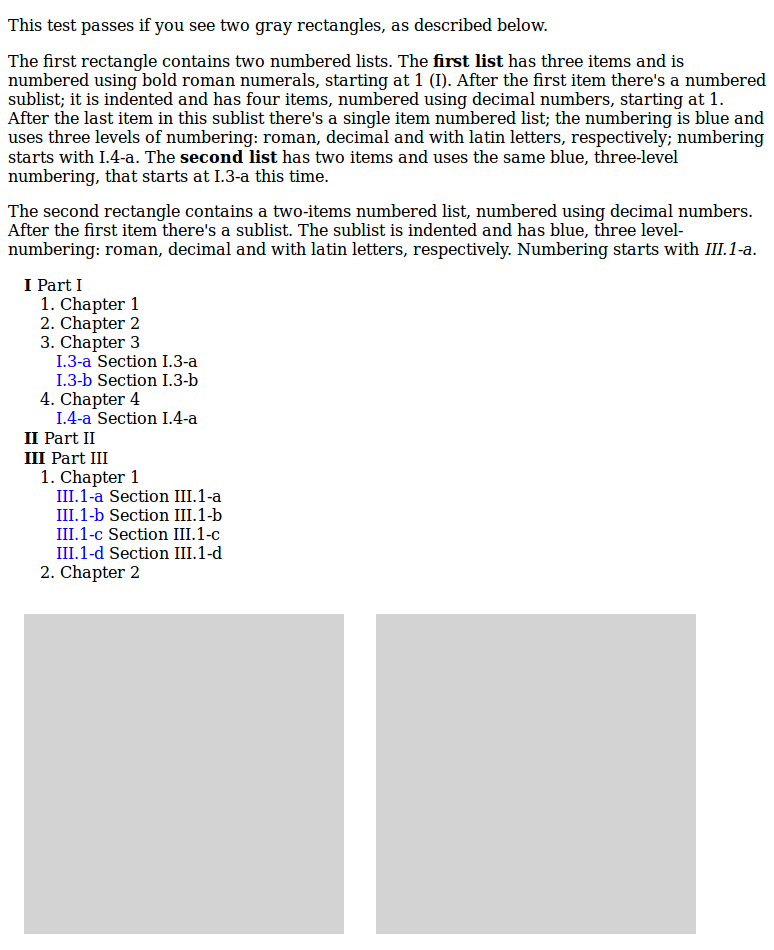 This test passes if you see two gray rectangles, as described below.
The first rectangle contains two numbered lists. The first list has three items and is
numbered using bold roman numerals, starting at 1 (I). After the first item there's a numbered
sublist; it is indented and has four items, numbered using decimal numbers, starting at 1.
After the last item in this sublist there's a single item numbered list; the numbering is blue and
uses three levels of numbering: roman, decimal and with latin letters, respectively; numbering
starts with I.4-a. The second list has two items and uses the same blue, three-level
numbering, that starts at I.3-a this time.
The second rectangle contains a two-items numbered list, numbered using decimal numbers.
After the first item there's a sublist. The sublist is indented and has blue, three level-
numbering: roman, decimal and with latin letters, respectively. Numbering starts with III.1-a.
I Part I
1. Chapter 1
2. Chapter 2
3. Chapter 3
I.3-a Section I.3-a
I.3-b Section I.3-b
4. Chapter 4
I.4-a Section I.4-a
II Part II
III Part III
1. Chapter 1
III.1-a Section III.1-a
III.1-b Section III.1-b
III.1-c Section III.1-c
III.1-d Section III.1-d
2. Chapter 2